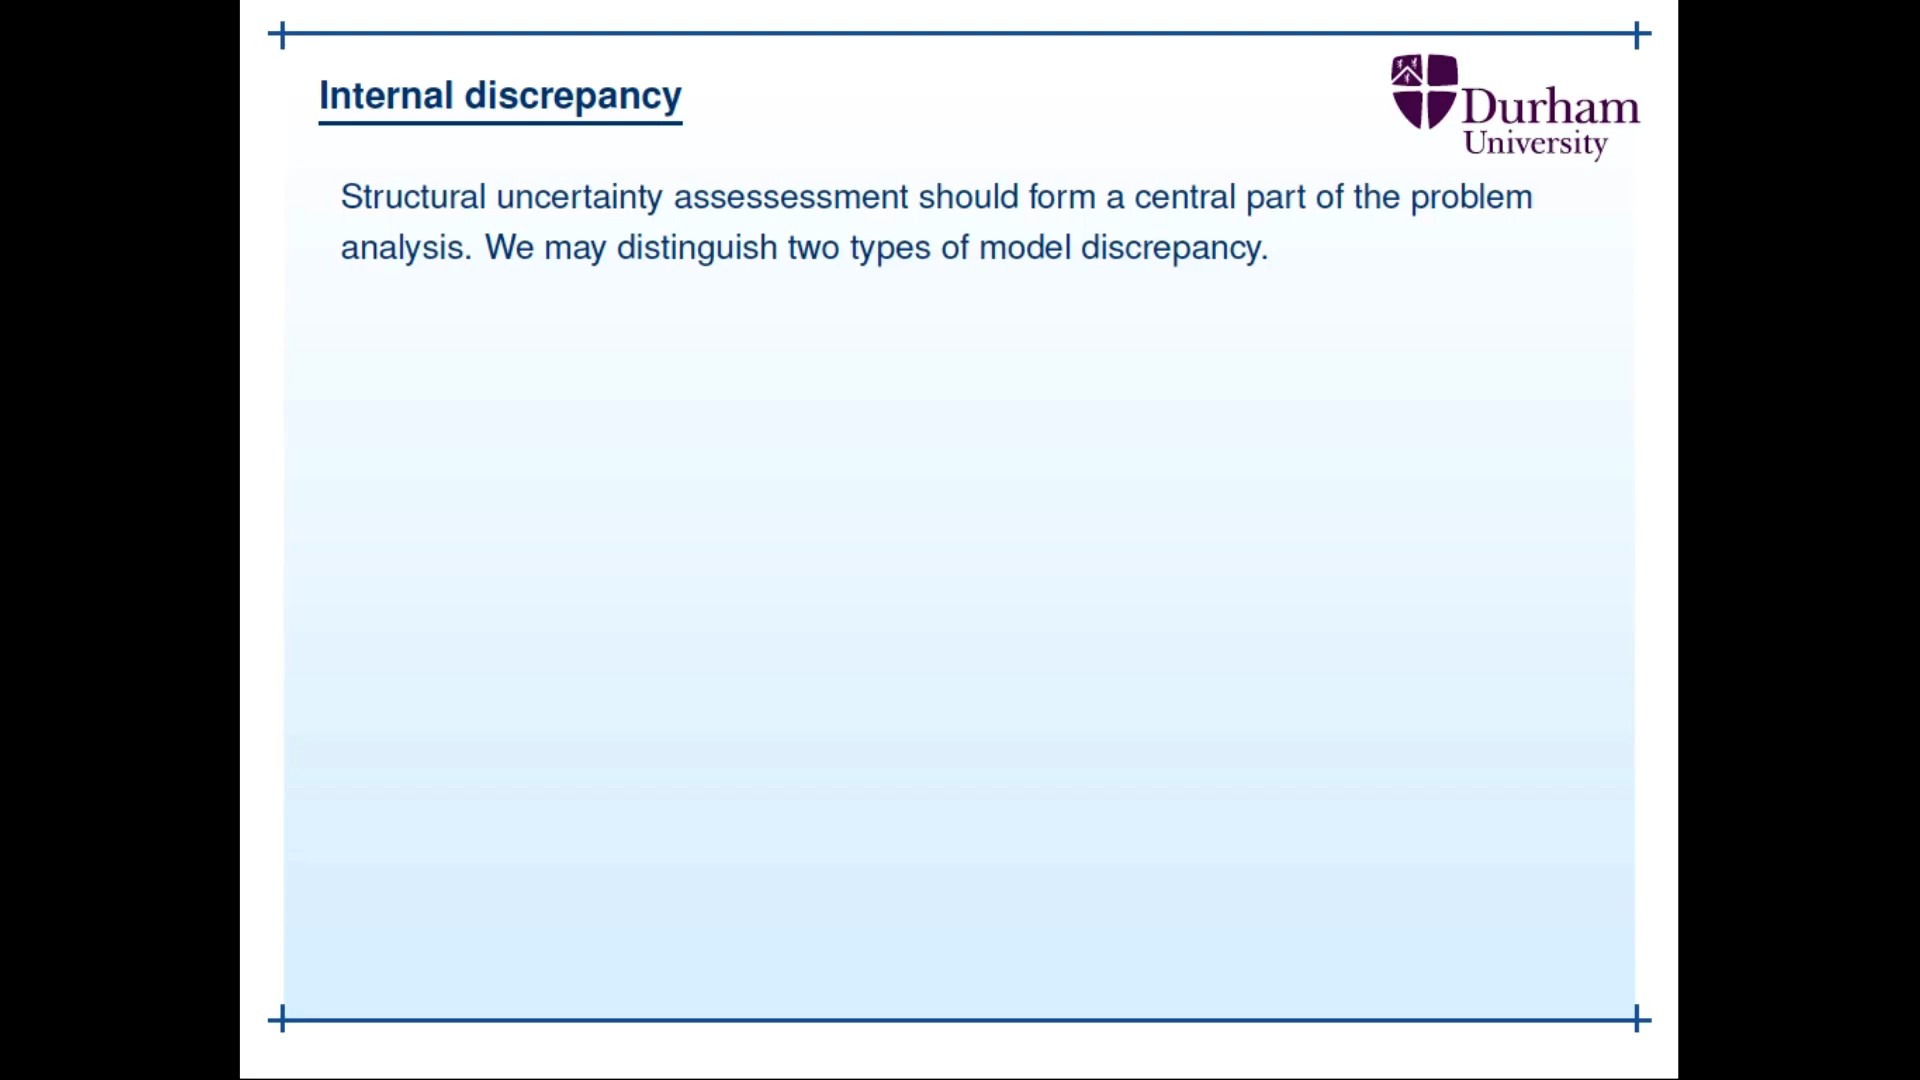 Internal discrepancy
Durham
University
Structural uncertainty assessessment should form a central part of the problem
analysis. We may distinguish two types of model discrepancy.